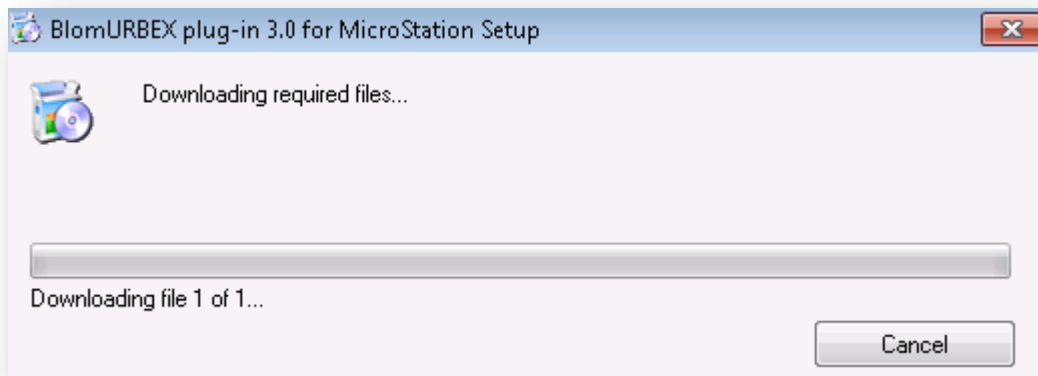 BlomURBEX plug-in 3.0 for MicroStation Setup
Downloading required files...
Downloading file 1 of 1...
Cancel